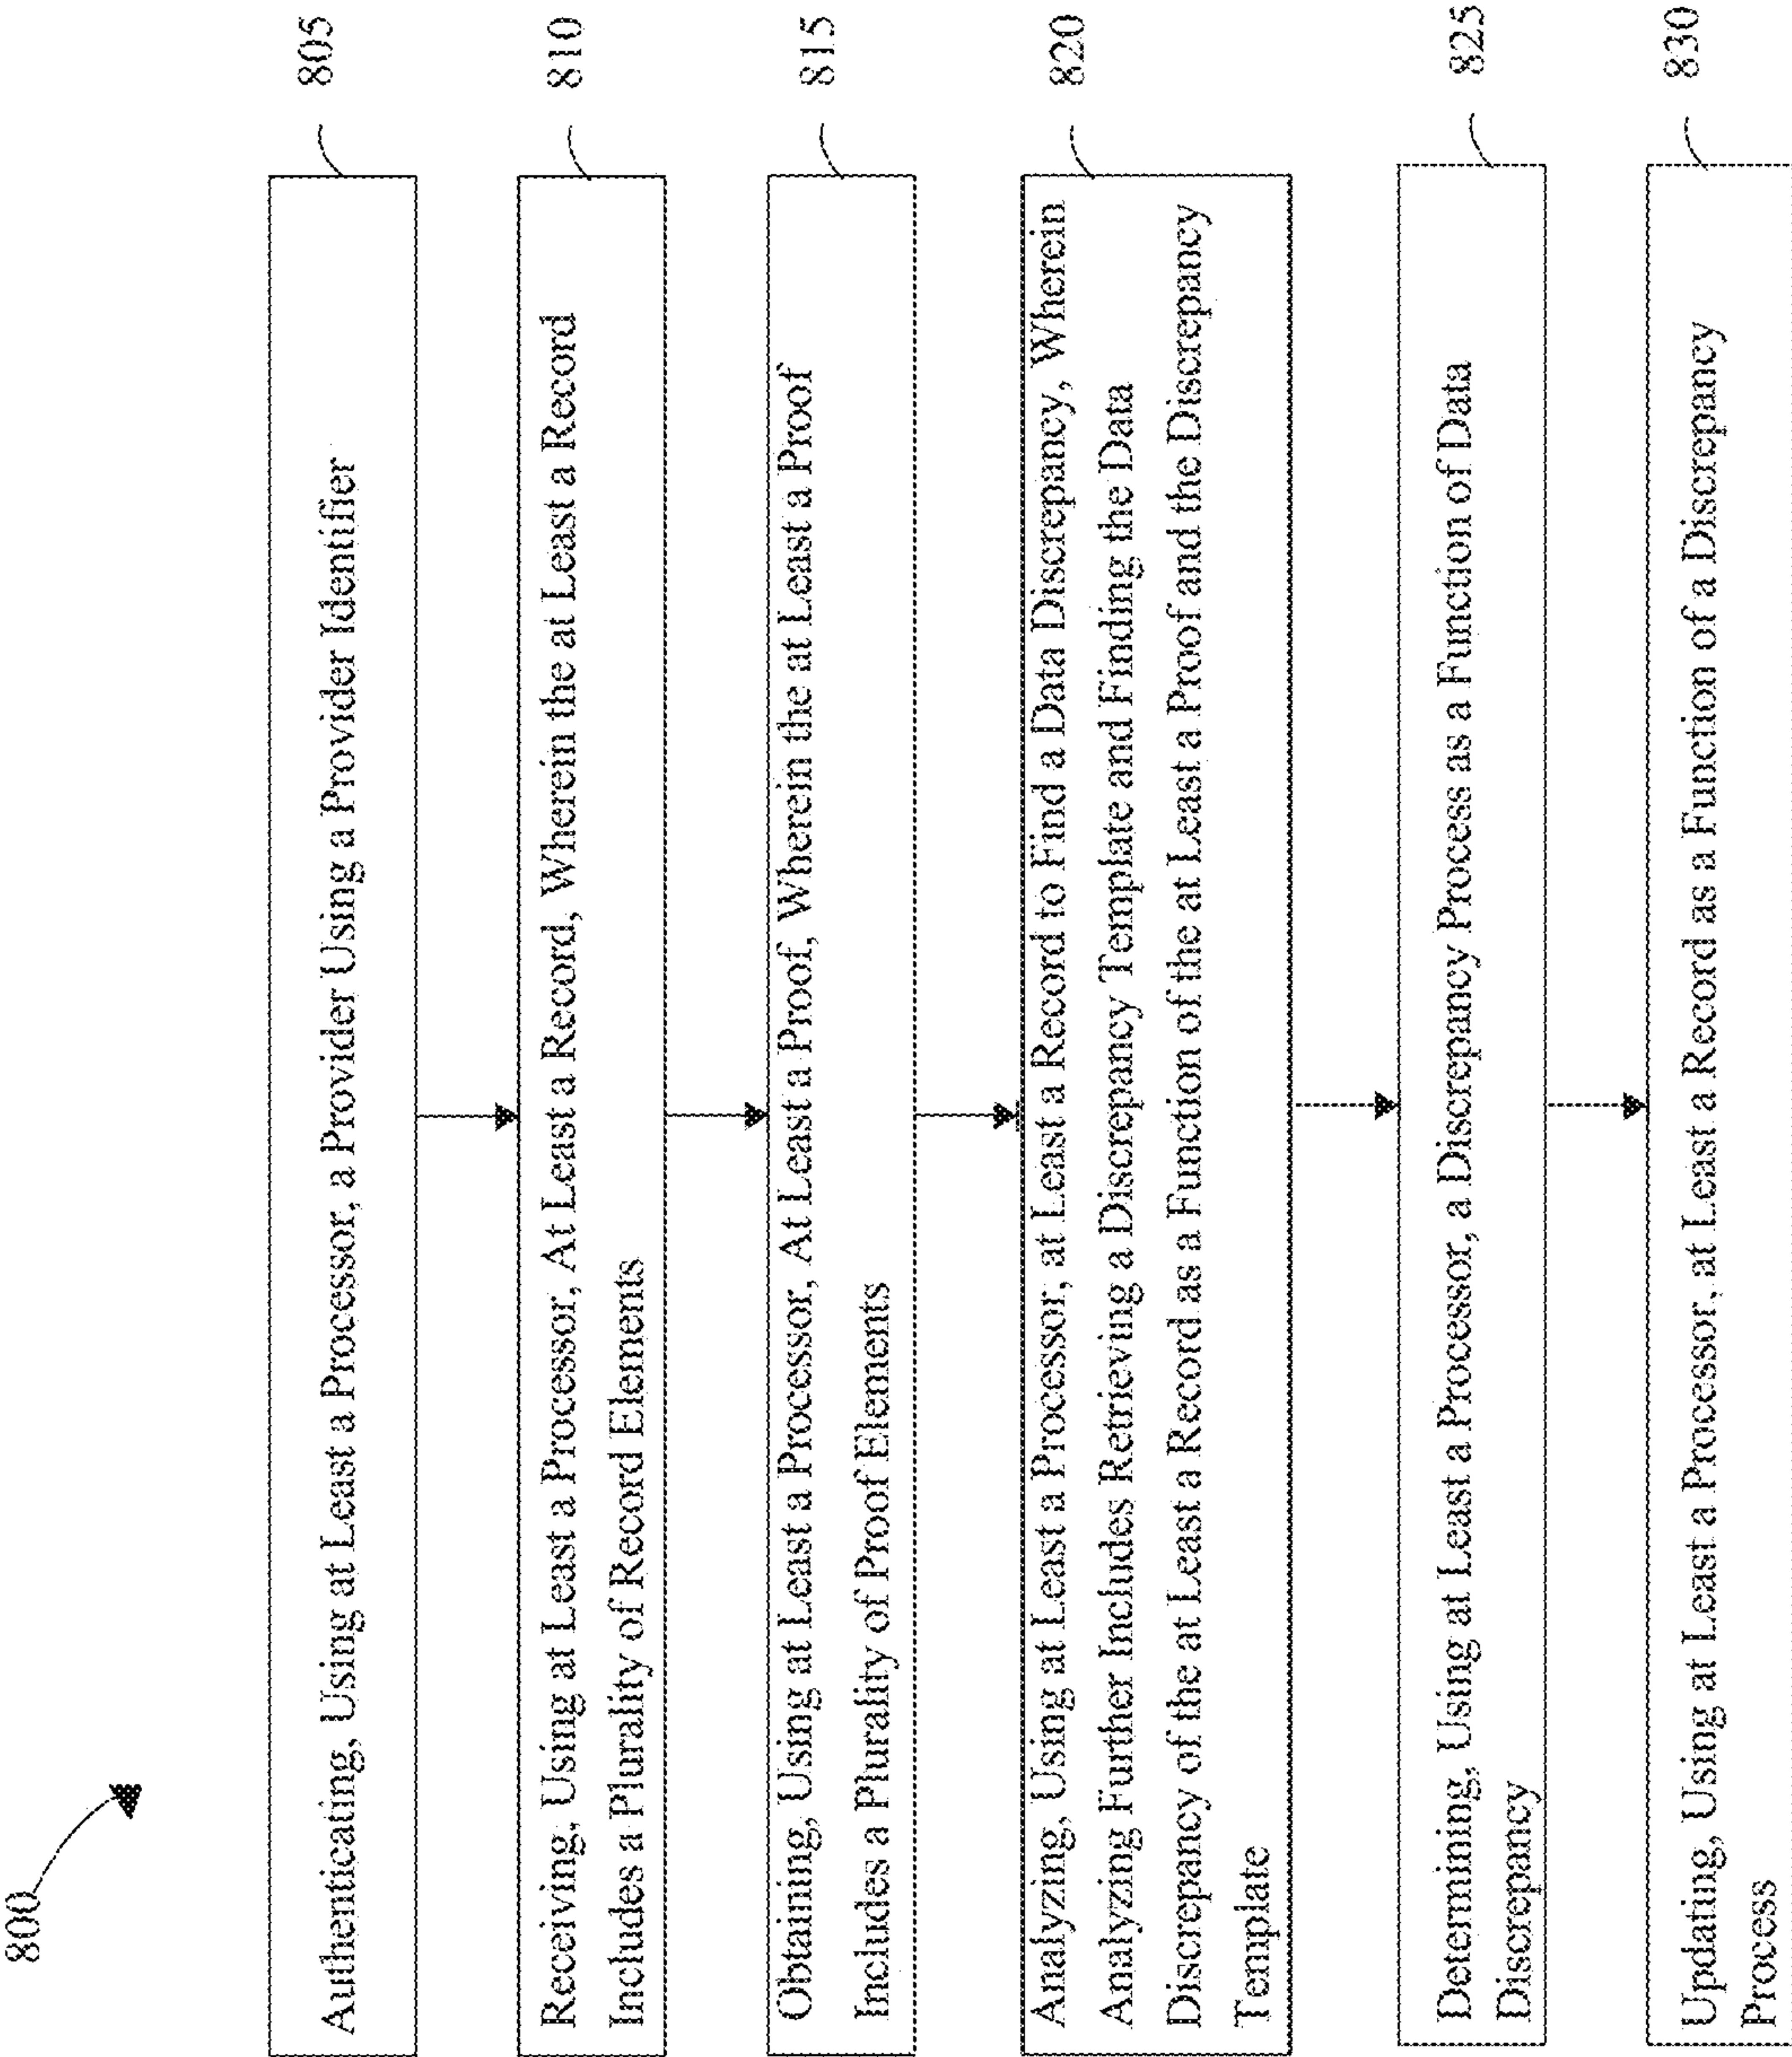 800
Authenticating, Using at Least a Processor, a Provider Using a Provider Identifier
805
Receiving, Using at Least a Processor, At Least a Record, Wherein the at Least a Record
Includes a Plurality of Record Elements
810
Obtaining, Using at Least a Processor, At Least a Proof, Wherein the at Least a Proof
Includes a Plurality of Proof Elements
815
Analyzing, Using at Least a Processor, at Least a Record to Find a Data Discrepancy, Wherein
Analyzing Further Includes Retrieving a Discrepancy Template and Finding the Data
Discrepancy of the at Least a Record as a Function of the at Least a Proof and the Discrepancy
Template
820
Determining, Using at Least a Processor, a Discrepancy Process as a Function of Data
Discrepancy
825
Updating, Using at Least a Processor, at Least a Record as a Function of a Discrepancy
Process
830